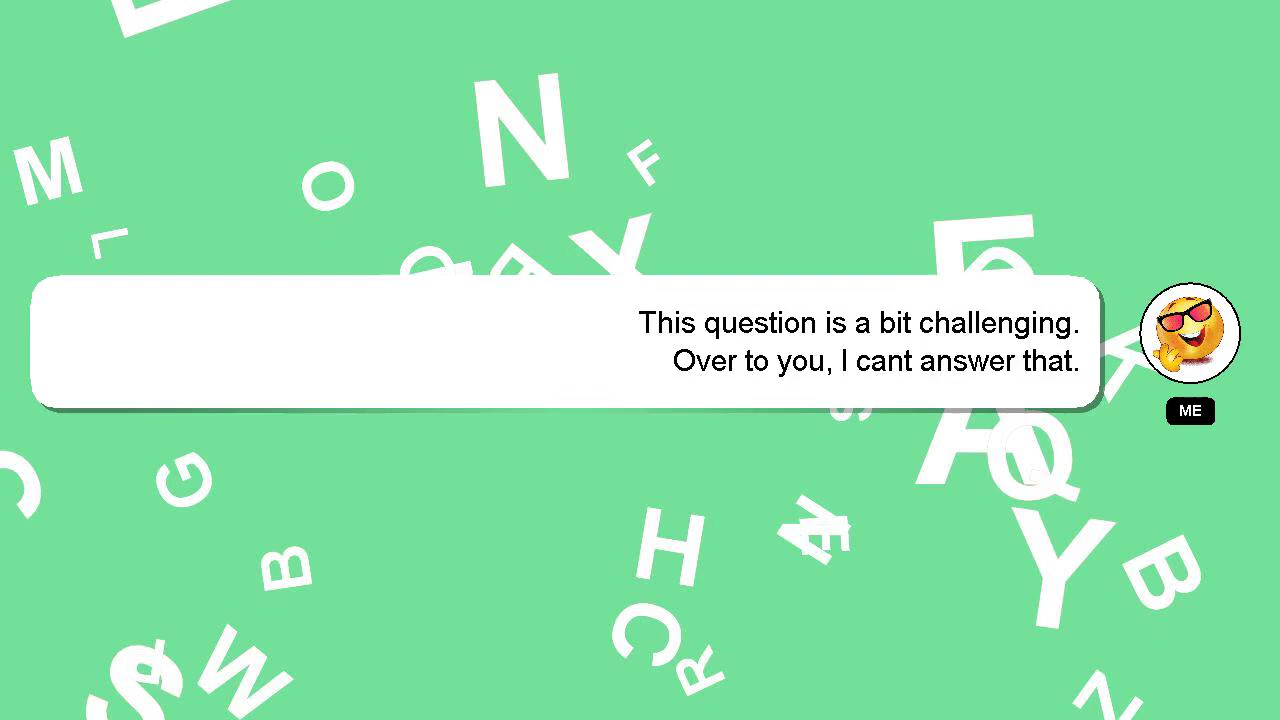 This question is a bit challenging.
Over to you, I cant answer that.
ME
N
M
O
F
L
Y
K
A
Q
S
C
G
B
H
Y
B
C
R
W
S
Z